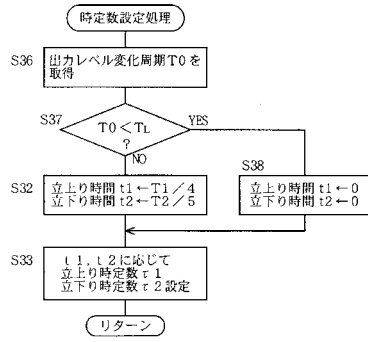 時定数設定処理
S36
出力レベル変化周期T0を
取得
S37
T0<TL
?
YES
NO
S32
立上り時間 t1←T1/4
立下り時間 t2←T2/5
S38
立上り時間 t1←0
立下り時間 t2←0
S33
t1, t2に応じて
立上り時定数τ1
立下り時定数τ2設定
リターン